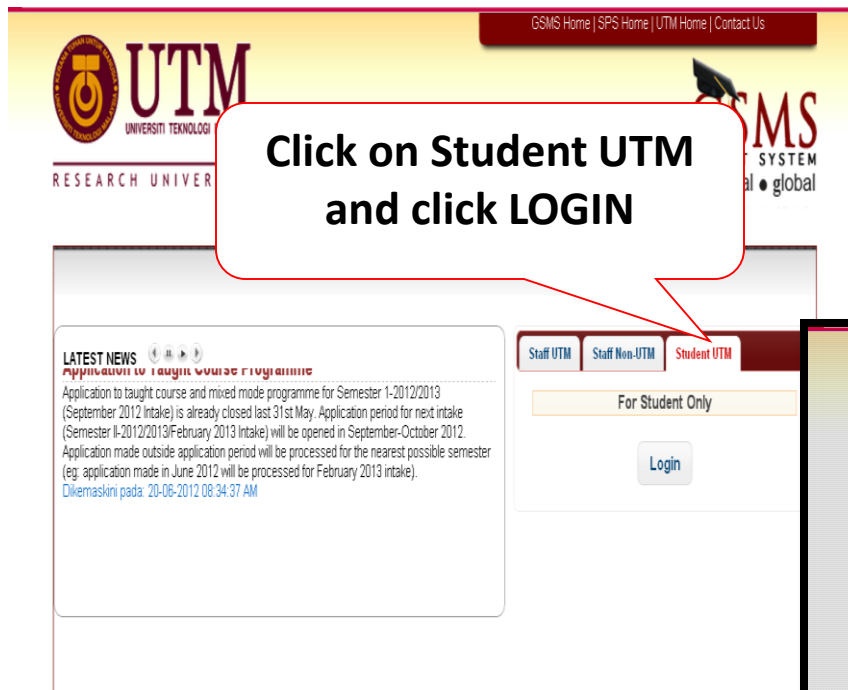 GSMS Home | SPS Home | UTM Home | Contact Us
UTM
UNIVERSITI TEKNOLOGI
RESEARCH
GSMS
SYSTEM
global
Click on Student UTM
and click LOGIN
LATEST NEWS
Application to Taught Course Programme
Application to taught course and mixed mode programme for Semester 1-2012/2013
(September 2012 Intake) is already closed last 31st May. Application period for next intake
(Semester II-2012/2013/February 2013 Intake) will be opened in September-October 2012.
Application made outside application period will be processed for the nearest possible semester
(eg: application made in June 2012 will be processed for February 2013 intake).
Dikemaskini pada: 20-06-2012 08:34:37 AM
Staff UTM Staff Non-UTM Student UTM
For Student Only
Login